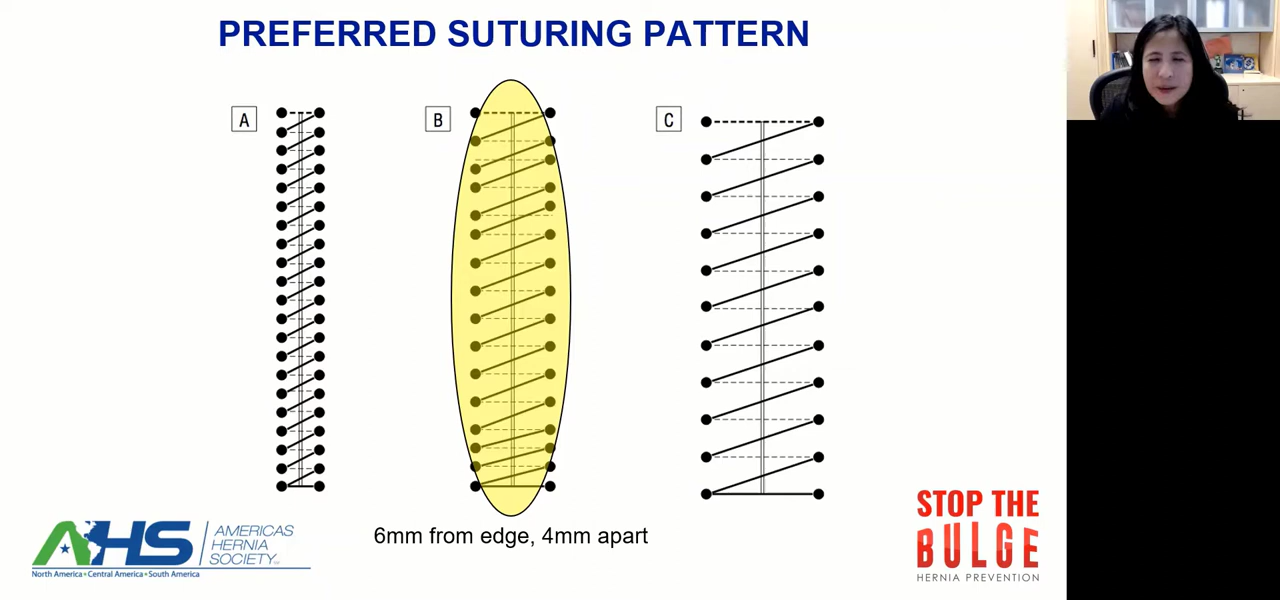 PREFERRED SUTURING PATTERN
A
B
C
6mm from edge, 4mm apart
AHS
AMERICAS
HERNIA
SOCIETY
North America • Central America • South America
STOP THE
BULGE
HERNIA PREVENTION